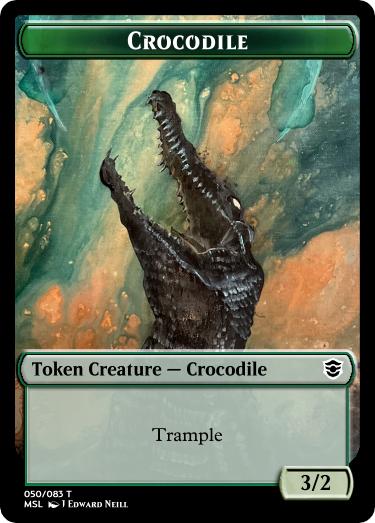 Crocodile
Token Creature — Crocodile
Trample
3/2
050/083 T
MSL J Edward Neill